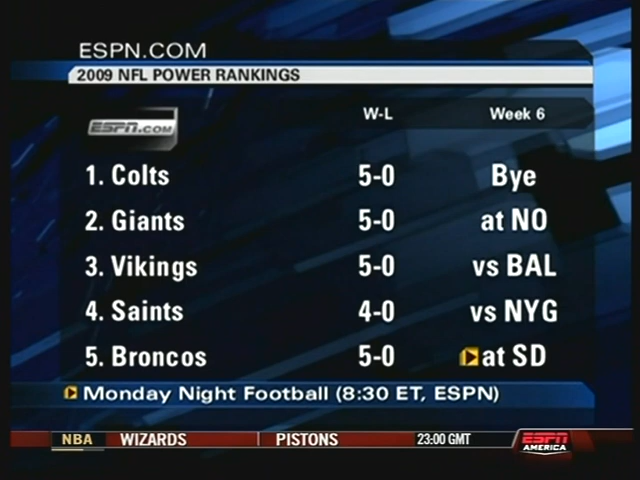 ESPN.COM
2009 NFL POWER RANKINGS
ESPN.COM W-L Week 6
1. Colts 5-0 Bye
2. Giants 5-0 at NO
3. Vikings 5-0 vs BAL
4. Saints 4-0 vs NYG
5. Broncos 5-0 at SD
Monday Night Football (8:30 ET, ESPN)
NBA WIZARDS PISTONS 23:00 GMT ESPN
AMERICA